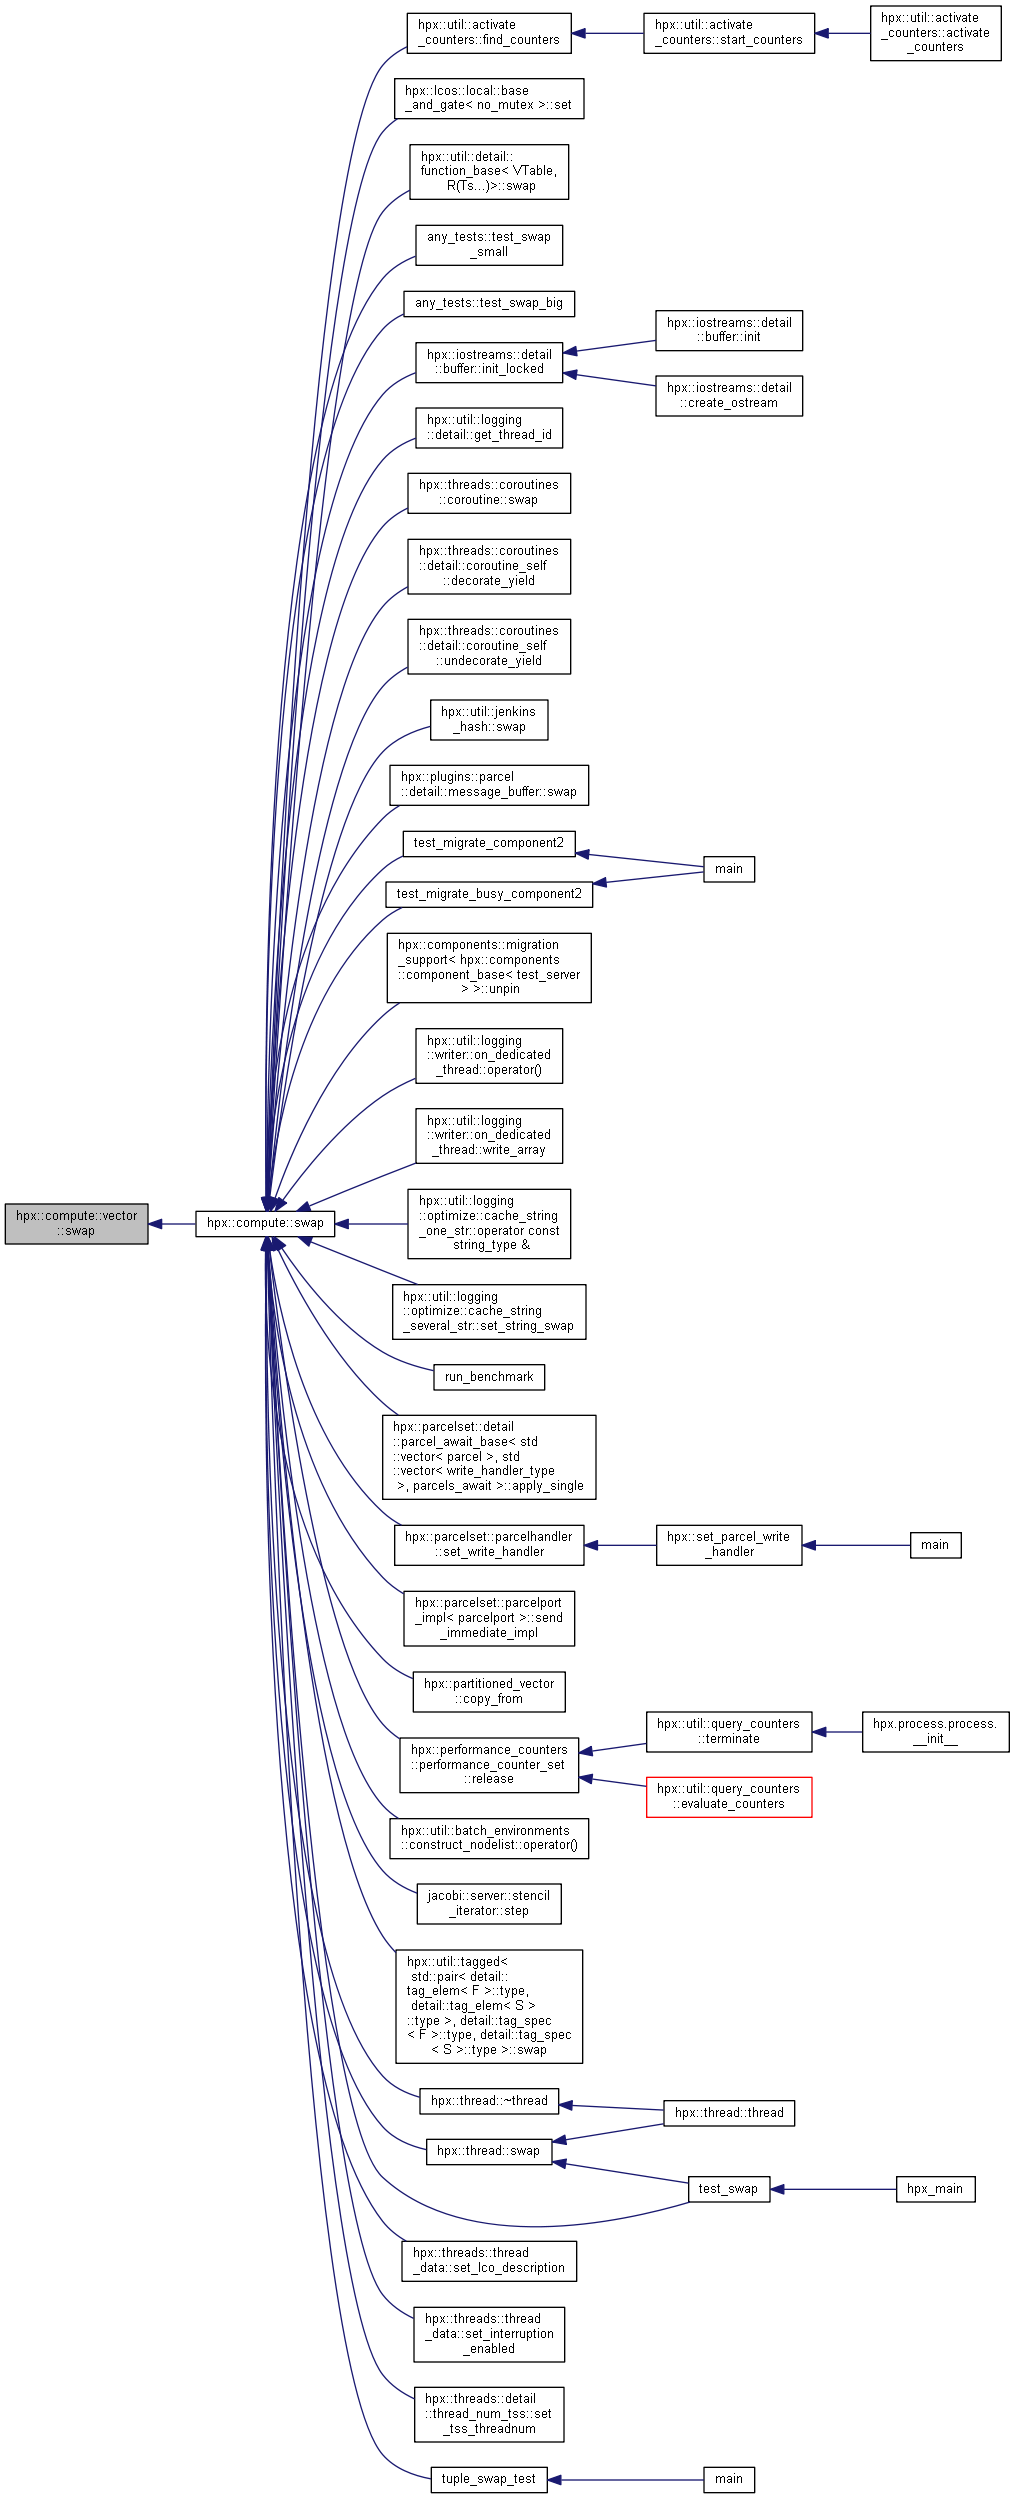 hpx::util::activate
_counters::find_counters
hpx::util::activate
_counters::start_counters
hpx::util::activate
_counters::activate
_counters
hpx::lcos::local::base
_and_gate< no_mutex >::set
hpx::util::detail::
function_base< VTable,
R(Ts...)>::swap
any_tests::test_swap
_small
any_tests::test_swap_big
hpx::iostreams::detail
::buffer::init_locked
hpx::iostreams::detail
::buffer::init
hpx::iostreams::detail
::create_ostream
hpx::util::logging
::detail::get_thread_id
hpx::threads::coroutines
::coroutine::swap
hpx::threads::coroutines
::detail::coroutine_self
::decorate_yield
hpx::threads::coroutines
::detail::coroutine_self
::undecorate_yield
hpx::util::jenkins
_hash::swap
hpx::plugins::parcel
::detail::message_buffer::swap
test_migrate_component2
test_migrate_busy_component2
main
hpx::components::migration
_support< hpx::components
::component_base< test_server
> >::unpin
hpx::util::logging
::writer::on_dedicated
_thread::operator()
hpx::util::logging
::writer::on_dedicated
_thread::write_array
hpx::compute::vector
::swap
hpx::compute::swap
hpx::util::logging
::optimize::cache_string
_one_str::operator const
string_type &
hpx::util::logging
::optimize::cache_string
_several_str::set_string_swap
run_benchmark
hpx::parcelset::detail
::parcel_await_base< std
::vector< parcel >, std
::vector< write_handler_type
>, parcels_await >::apply_single
hpx::parcelset::parcelhandler
::set_write_handler
hpx::set_parcel_write
_handler
main
hpx::parcelset::parcelport
_impl< parcelport >::send
_immediate_impl
hpx::partitioned_vector
::copy_from
hpx::performance_counters
::performance_counter_set
::release
hpx::util::query_counters
::terminate
hpx.process.process.
__init__
hpx::util::query_counters
::evaluate_counters
hpx::util::batch_environments
::construct_nodelist::operator()
jacobi::server::stencil
_iterator::step
hpx::util::tagged<
std::pair< detail::
tag_elem< F >::type,
detail::tag_elem< S >
::type >, detail::tag_spec
< F >::type, detail::tag_spec
< S >::type >::swap
hpx::thread::~thread
hpx::thread::thread
hpx::thread::swap
test_swap
hpx_main
hpx::threads::thread
_data::set_lco_description
hpx::threads::thread
_data::set_interruption
_enabled
hpx::threads::detail
::thread_num_tss::set
_tss_threadnum
tuple_swap_test
main